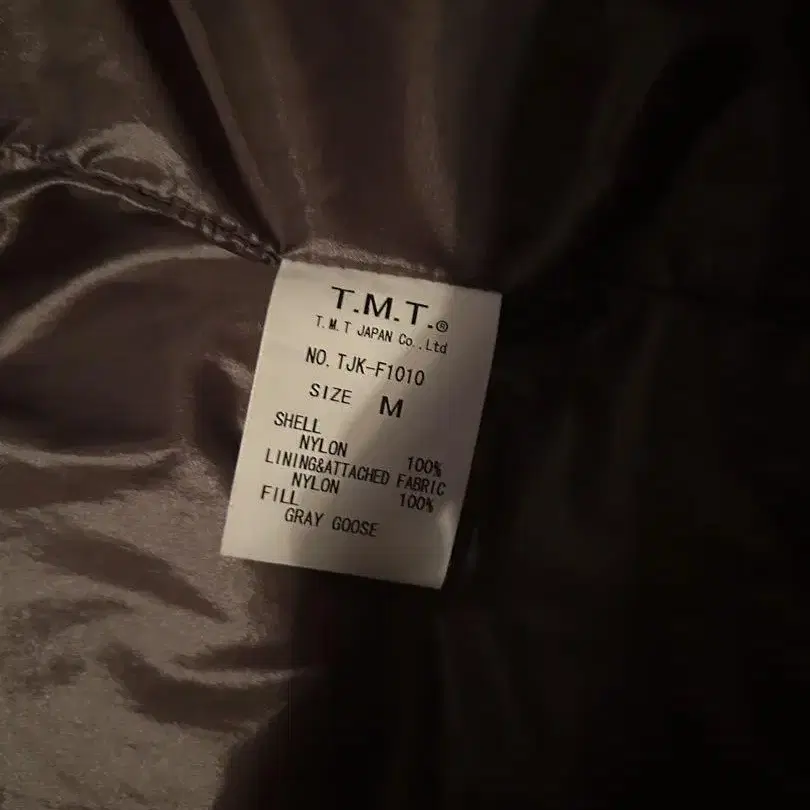 T.M.T.®
T.M.T JAPAN Co.,Ltd
NO. TJK-F1010
SIZE M
SHELL
NYLON 100%
LINING&ATTACHED FABRIC
NYLON 100%
FILL
GRAY GOOSE